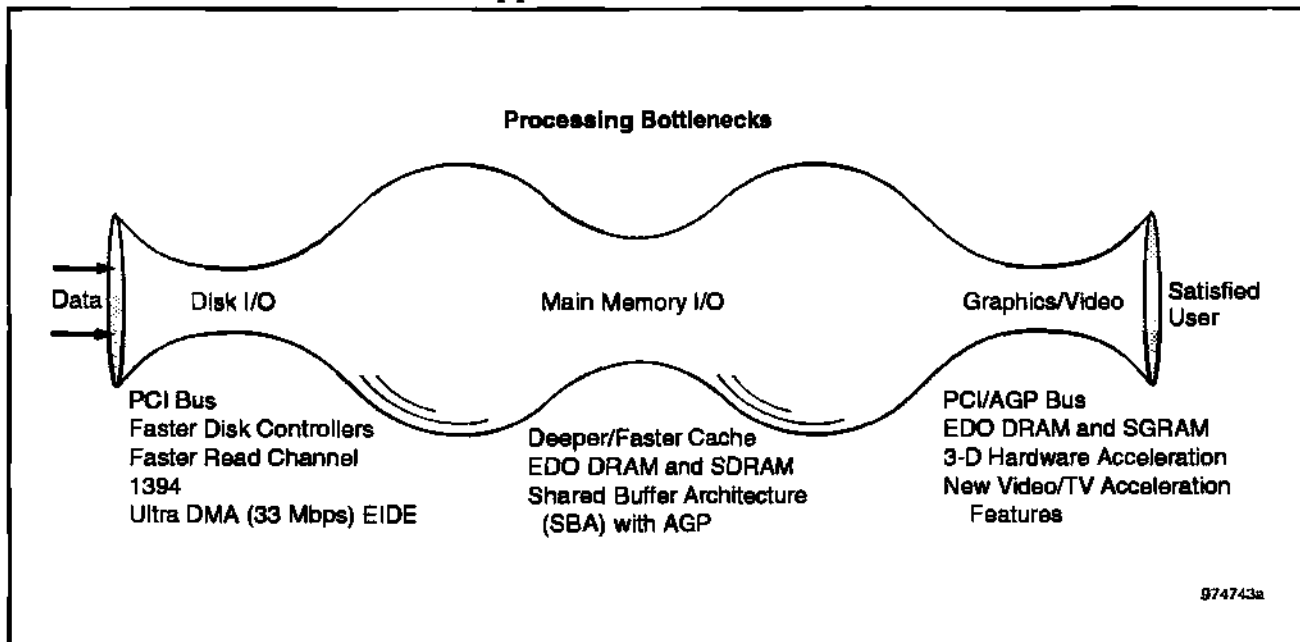 Processing Bottlenecks
Data
Disk I/O
Main Memory I/O
Graphics/Video
Satisfied
User
PCI Bus
Faster Disk Controllers
Faster Read Channel
1394
Ultra DMA (33 Mbps) EIDE
Deeper/Faster Cache
EDO DRAM and SDRAM
Shared Buffer Architecture
(SBA) with AGP
PCI/AGP Bus
EDO DRAM and SGRAM
3-D Hardware Acceleration
New Video/TV Acceleration
Features
974743a